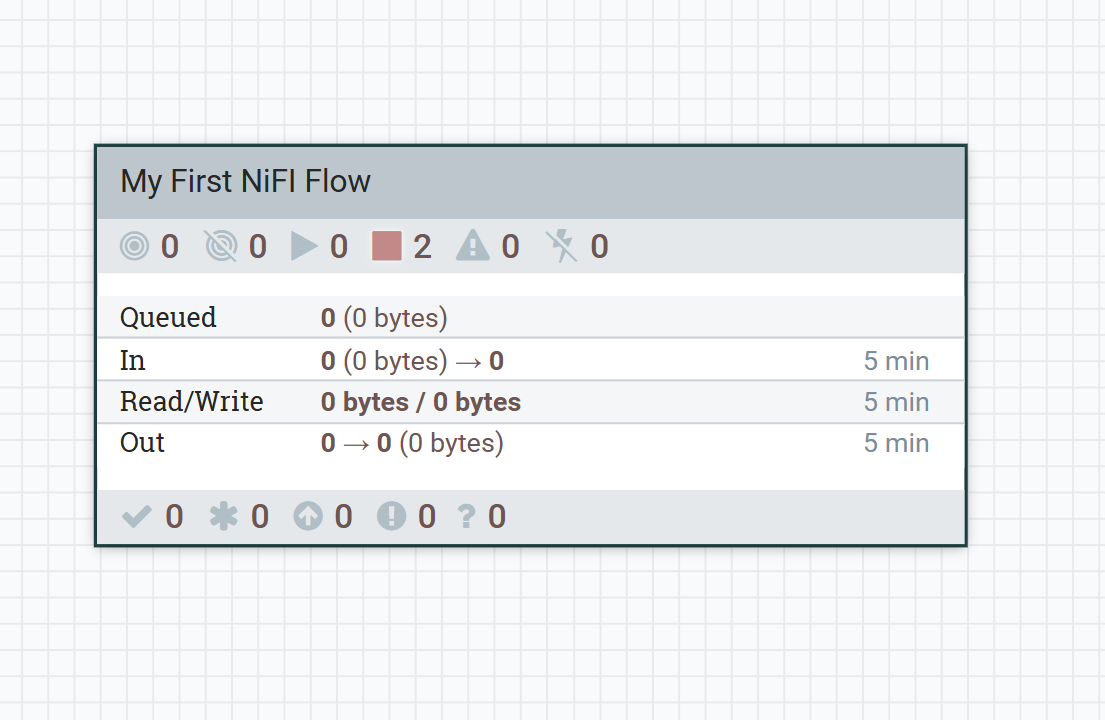 My First NiFI Flow
0 0 0 2 0 0
Queued 0 (0 bytes)
In 0 (0 bytes) → 0 5 min
Read/Write 0 bytes / 0 bytes 5 min
Out 0 → 0 (0 bytes) 5 min
0 0 0 0 ? 0